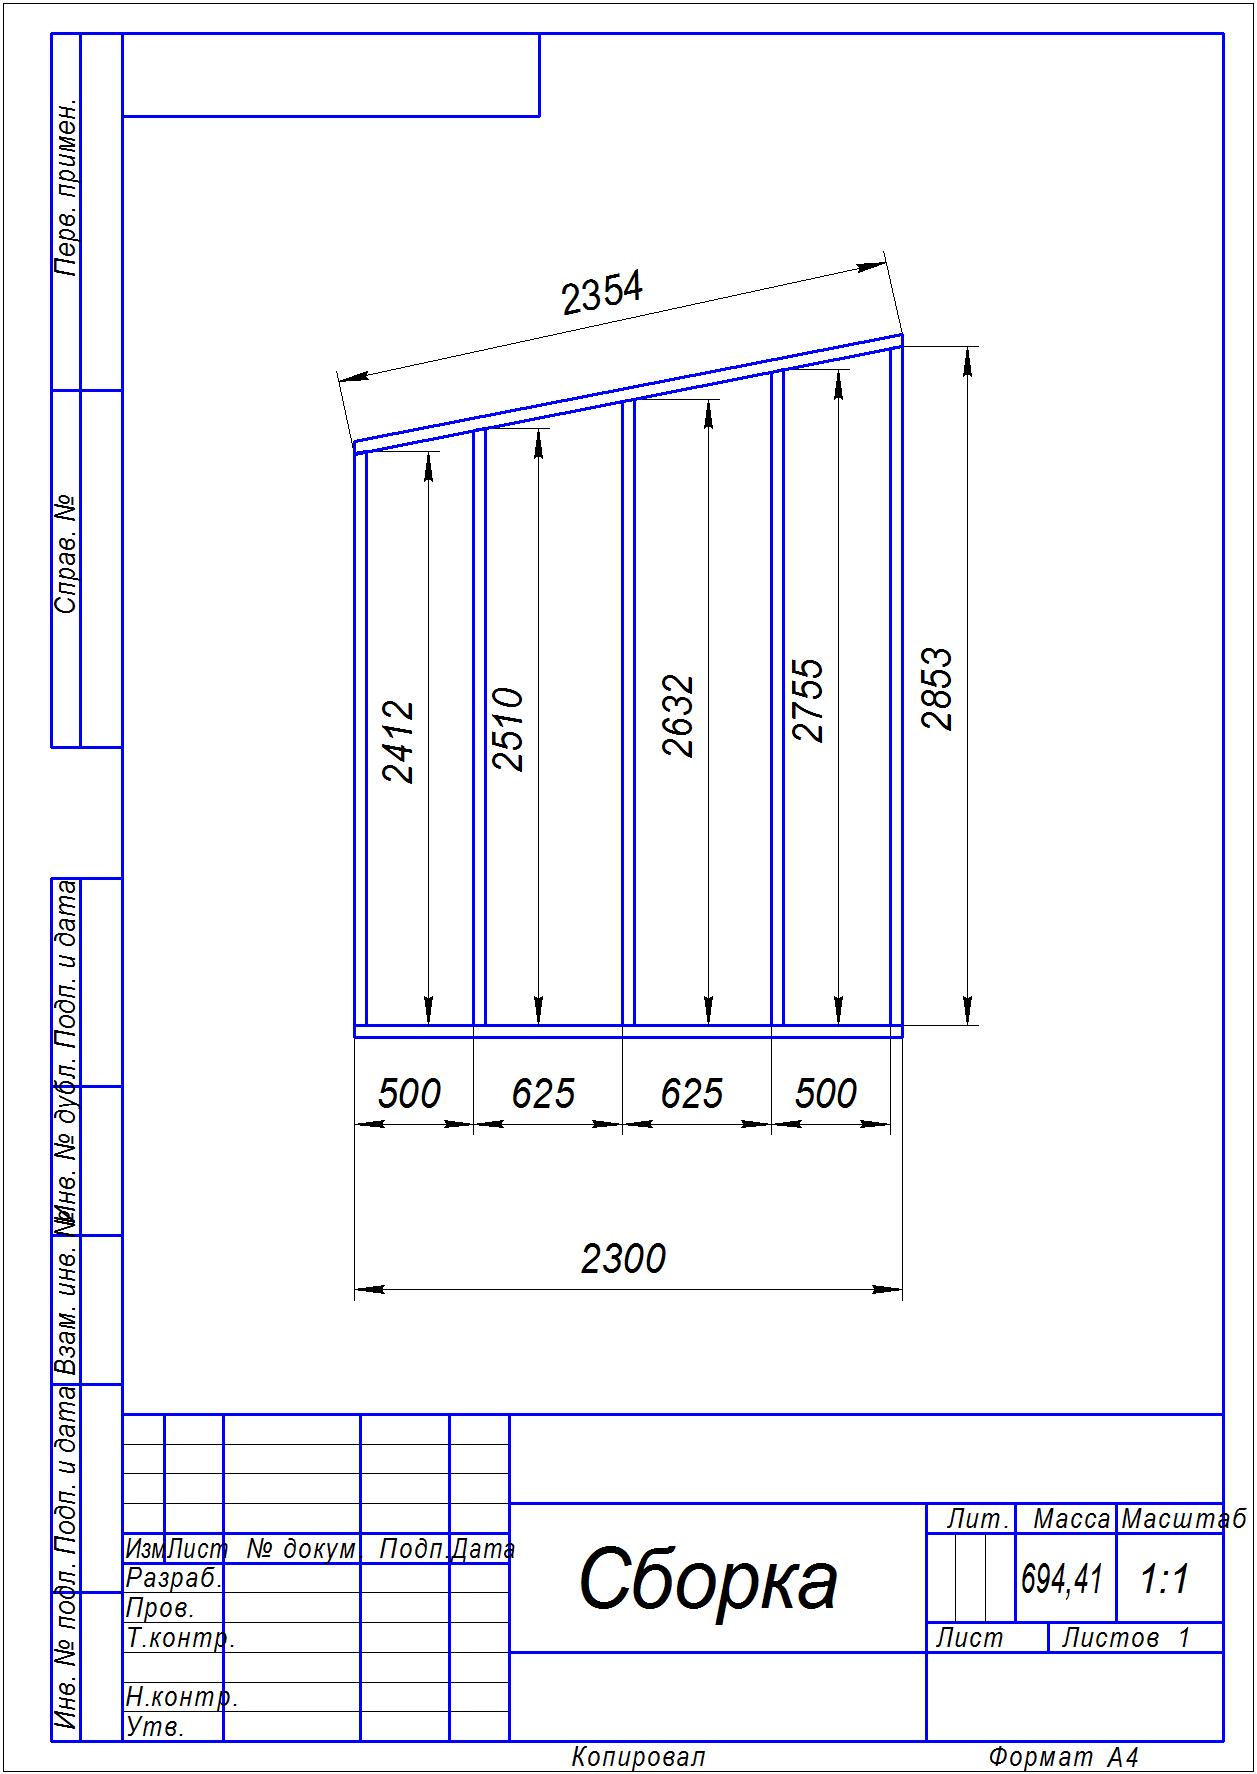 Перв. примен.
Справ. №
Подп. и дата
Инв. № дубл.
Взам. инв. №
Подп. и дата
Инв. № подл.
2354
2412
2510
2632
2755
2853
500 625 625 500
2300
Изм Лист № докум Подп. Дата
Разраб.
Пров.
Т.контр.
Н.контр.
Утв.
Сборка
Лит. Масса Масштаб
694,41 1:1
Лист Листов 1
Копировал Формат A4